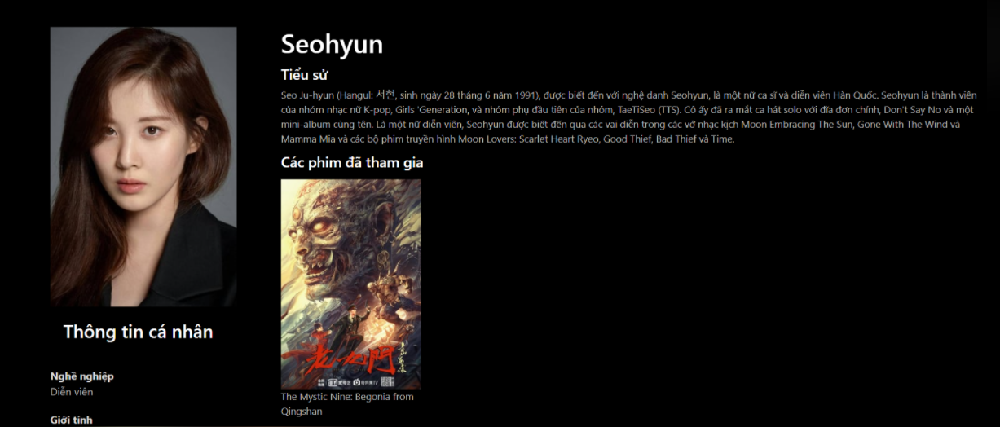 Seohyun
Tiểu sử
Seo Ju-hyun (Hangul: 서현, sinh ngày 28 tháng 6 năm 1991), được biết đến với nghệ danh Seohyun, là một nữ ca sĩ và diễn viên Hàn Quốc. Seohyun là thành viên
của nhóm nhạc nữ K-pop, Girls 'Generation, và nhóm phụ đầu tiên của nhóm, TaeTiSeo (TTS). Cô ấy đã ra mắt ca hát solo với đĩa đơn chính, Don't Say No và một
mini-album cùng tên. Là một nữ diễn viên, Seohyun được biết đến qua các vai diễn trong các vở nhạc kịch Moon Embracing The Sun, Gone With The Wind và
Mamma Mia và các bộ phim truyền hình Moon Lovers: Scarlet Heart Ryeo, Good Thief, Bad Thief và Time.
Các phim đã tham gia
老九門
The Mystic Nine: Begonia from
Qingshan
Thông tin cá nhân
Nghề nghiệp
Diễn viên
Giới tính